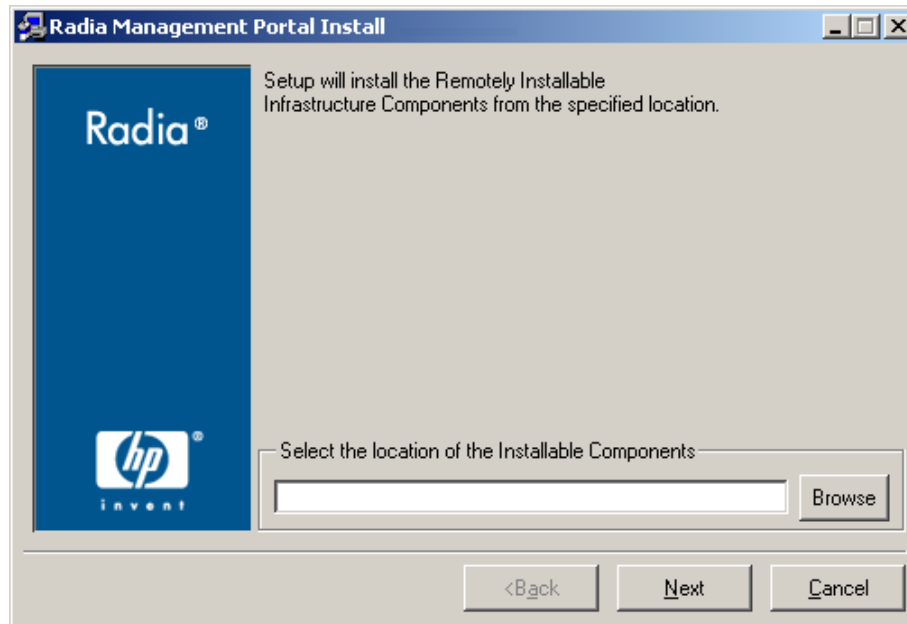 Radia Management Portal Install
Setup will install the Remotely Installable
Infrastructure Components from the specified location.
Radia®
hp®
invent
Select the location of the Installable Components
Browse
<Back
Next
Cancel